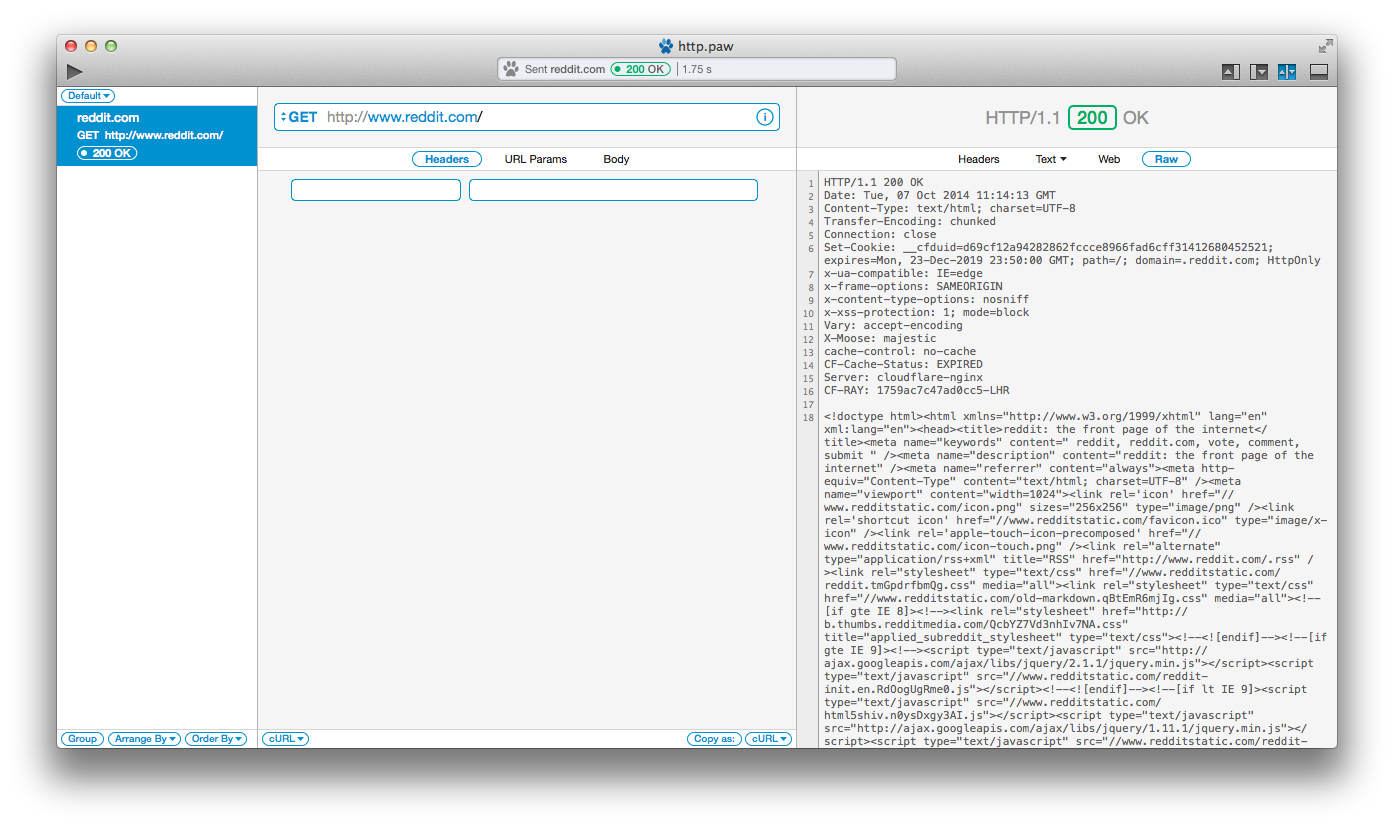 http.paw
Sent reddit.com 200 OK 1.75 s
Default
reddit.com
GET http://www.reddit.com/
200 OK
GET http://www.reddit.com/
Headers URL Params Body
HTTP/1.1 200 OK
Headers Text Web Raw
1 HTTP/1.1 200 OK
2 Date: Tue, 07 Oct 2014 11:14:13 GMT
3 Content-Type: text/html; charset=UTF-8
4 Transfer-Encoding: chunked
5 Connection: close
6 Set-Cookie: __cfduid=d69cf12a94282862fccce8966fad6cff31412680452521;
expires=Mon, 23-Dec-2019 23:50:00 GMT; path=/; domain=.reddit.com; HttpOnly
7 x-ua-compatible: IE=edge
8 x-frame-options: SAMEORIGIN
9 x-content-type-options: nosniff
10 x-xss-protection: 1; mode=block
11 Vary: accept-encoding
12 X-Moose: majestic
13 cache-control: no-cache
14 CF-Cache-Status: EXPIRED
15 Server: cloudflare-nginx
16 CF-RAY: 1759ac7c47ad0cc5-LHR
17
18 <!doctype html><html xmlns="http://www.w3.org/1999/xhtml" lang="en"
xml:lang="en"><head><title>reddit: the front page of the internet</
title><meta name="keywords" content=" reddit, reddit.com, vote, comment,
submit " /><meta name="description" content="reddit: the front page of the
internet" /><meta name="referrer" content="always"><meta http-
equiv="Content-Type" content="text/html; charset=UTF-8" /><meta
name="viewport" content="width=1024"><link rel='icon' href="//
www.redditstatic.com/icon.png" sizes="256x256" type="image/png" /><link
rel='shortcut icon' href="//www.redditstatic.com/favicon.ico" type="image/x-
icon" /><link rel='apple-touch-icon-precomposed' href="//
www.redditstatic.com/icon-touch.png" /><link rel="alternate"
type="application/rss+xml" title="RSS" href="http://www.reddit.com/.rss" /
><link rel="stylesheet" type="text/css" href="//www.redditstatic.com/
reddit.tmGpdrfbmQg.css" media="all"><link rel="stylesheet" type="text/css"
href="//www.redditstatic.com/old-markdown.qBtEmR6mjIg.css" media="all"><!--
[if gte IE 8]><!--><link rel="stylesheet" href="http://
b.thumbs.redditmedia.com/QcbYZ7Vd3nhIv7NA.css"
title="applied_subreddit_stylesheet" type="text/css"><!--<![endif]--><!--[if
gte IE 9]><!--><script type="text/javascript" src="http://
ajax.googleapis.com/ajax/libs/jquery/2.1.1/jquery.min.js"></script><script
type="text/javascript" src="//www.redditstatic.com/reddit-
init.en.RdOogUgRme0.js"></script><!--<![endif]--><!--[if lt IE 9]><script
type="text/javascript" src="//www.redditstatic.com/
html5shiv.n0ysDxgy3AI.js"></script><script type="text/javascript"
src="http://ajax.googleapis.com/ajax/libs/jquery/1.11.1/jquery.min.js"></
script><script type="text/javascript" src="//www.redditstatic.com/reddit-
Group Arrange By Order By
cURL
Copy as: cURL